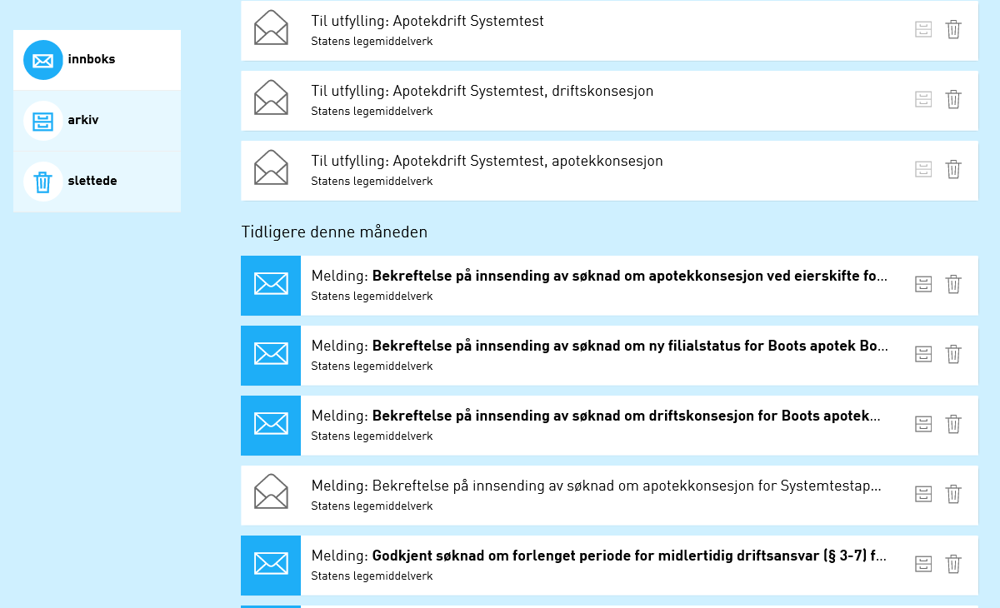 innboks
arkiv
slettede
Til utfylling: Apotekdrift Systemtest
Statens legemiddelverk
Til utfylling: Apotekdrift Systemtest, driftskonsesjon
Statens legemiddelverk
Til utfylling: Apotekdrift Systemtest, apotekkonsesjon
Statens legemiddelverk
Tidligere denne måneden
Melding: Bekreftelse på innsending av søknad om apotekkonsesjon ved eierskifte fo...
Statens legemiddelverk
Melding: Bekreftelse på innsending av søknad om ny filialstatus for Boots apotek Bo...
Statens legemiddelverk
Melding: Bekreftelse på innsending av søknad om driftskonsesjon for Boots apotek...
Statens legemiddelverk
Melding: Bekreftelse på innsending av søknad om apotekkonsesjon for Systemtestap...
Statens legemiddelverk
Melding: Godkjent søknad om forlenget periode for midlertidig driftsansvar (§ 3-7) f...
Statens legemiddelverk